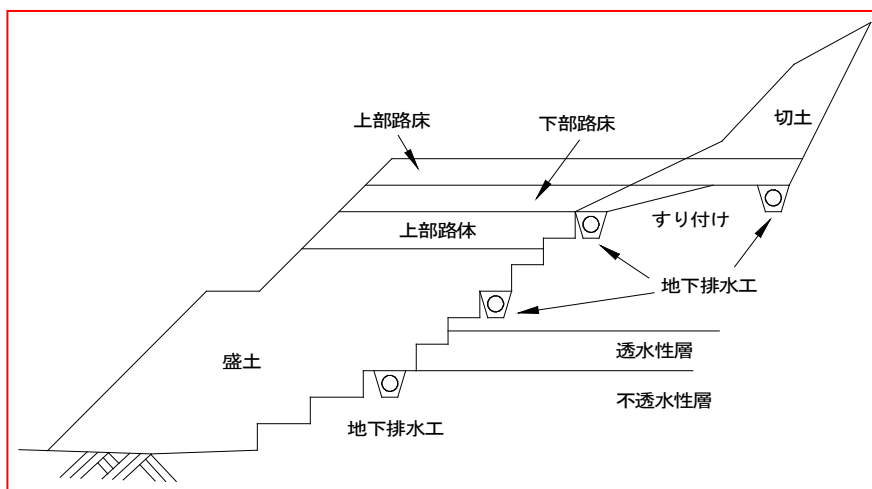 切土
上部路床
下部路床
すり付け
上部路体
地下排水工
透水性層
盛土
不透水性層
地下排水工